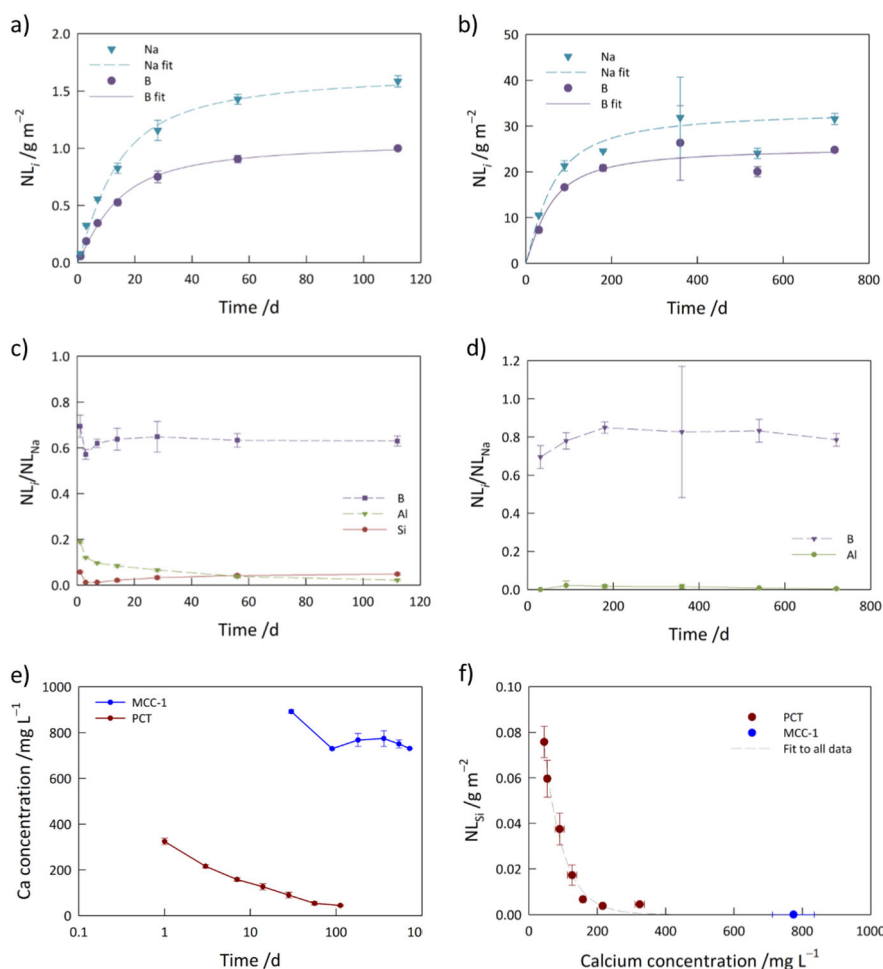 a)
2.0
1.5
1.0
0.5
0.0
NLᵢ /g m⁻²
Na
Na fit
B
B fit
0 20 40 60 80 100 120
Time /d
b)
50
40
30
20
10
0
NLᵢ /g m⁻²
Na
Na fit
B
B fit
0 200 400 600 800
Time /d
c)
1.0
0.8
0.6
0.4
0.2
0.0
NLᵢ/NL_Na
B
Al
Si
0 20 40 60 80 100 120
Time /d
d)
1.2
1.0
0.8
0.6
0.4
0.2
0.0
NLᵢ/NL_Na
B
Al
0 200 400 600 800
Time /d
e)
1000
800
600
400
200
0
Ca concentration /mg L⁻¹
MCC-1
PCT
0.1 1 10 100 10
Time /d
f)
0.10
0.08
0.06
0.04
0.02
0.00
NL_Si /g m⁻²
PCT
MCC-1
Fit to all data
0 200 400 600 800 1000
Calcium concentration /mg L⁻¹